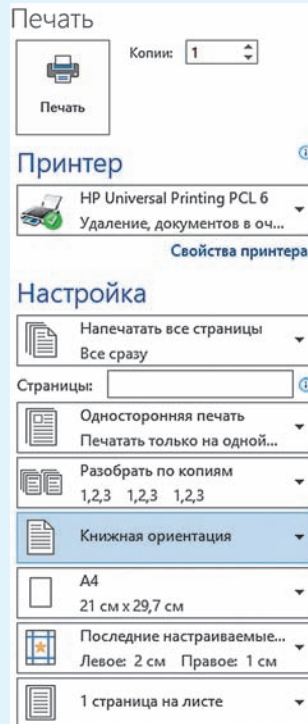 Печать
Копии: 1
Печать
Принтер
HP Universal Printing PCL 6
Удаление, документов в оч...
Свойства принтера
Настройка
Напечатать все страницы
Все сразу
Страницы:
Односторонняя печать
Печатать только на одной...
Разобрать по копиям
1,2,3 1,2,3 1,2,3
Книжная ориентация
A4
21 см x 29,7 см
Последние настраиваемые...
Левое: 2 см Правое: 1 см
1 страница на листе